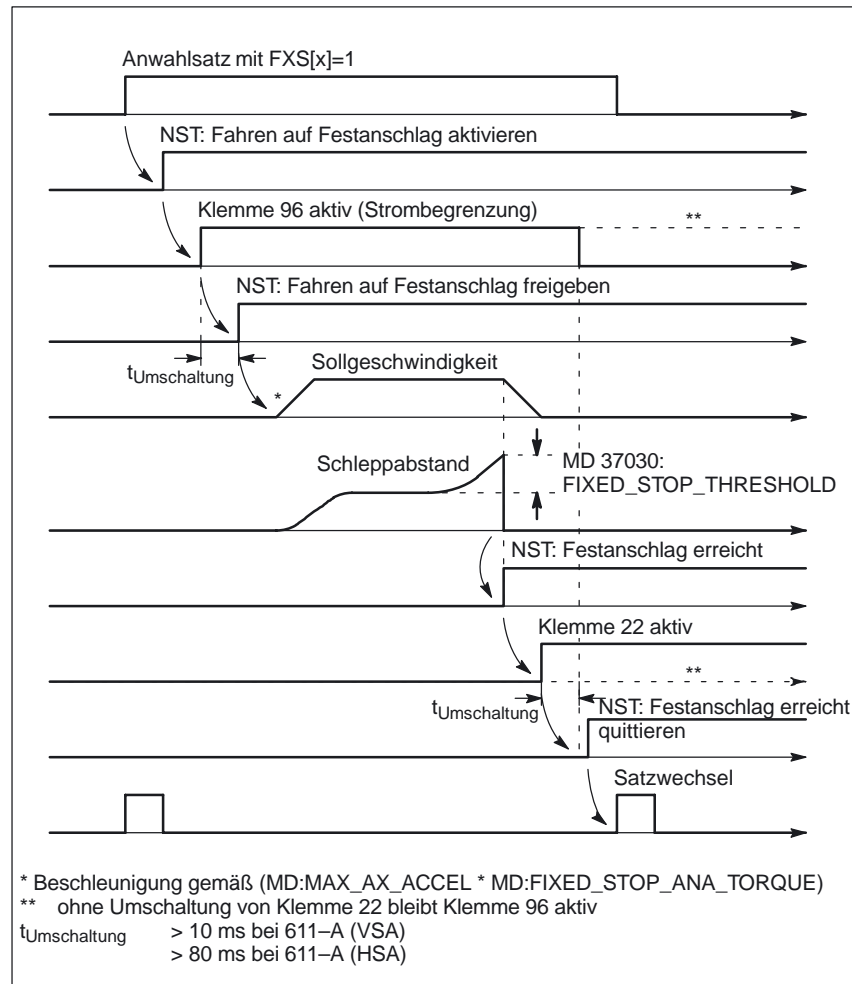 Anwahlsatz mit FXS[x]=1
NST: Fahren auf Festanschlag aktivieren
Klemme 96 aktiv (Strombegrenzung)
**
NST: Fahren auf Festanschlag freigeben
tUmschaltung
Sollgeschwindigkeit
*
Schleppabstand
MD 37030:
FIXED_STOP_THRESHOLD
NST: Festanschlag erreicht
Klemme 22 aktiv
**
tUmschaltung
NST: Festanschlag erreicht
quittieren
Satzwechsel
* Beschleunigung gemäß (MD:MAX_AX_ACCEL * MD:FIXED_STOP_ANA_TORQUE)
** ohne Umschaltung von Klemme 22 bleibt Klemme 96 aktiv
tUmschaltung > 10 ms bei 611–A (VSA)
> 80 ms bei 611–A (HSA)